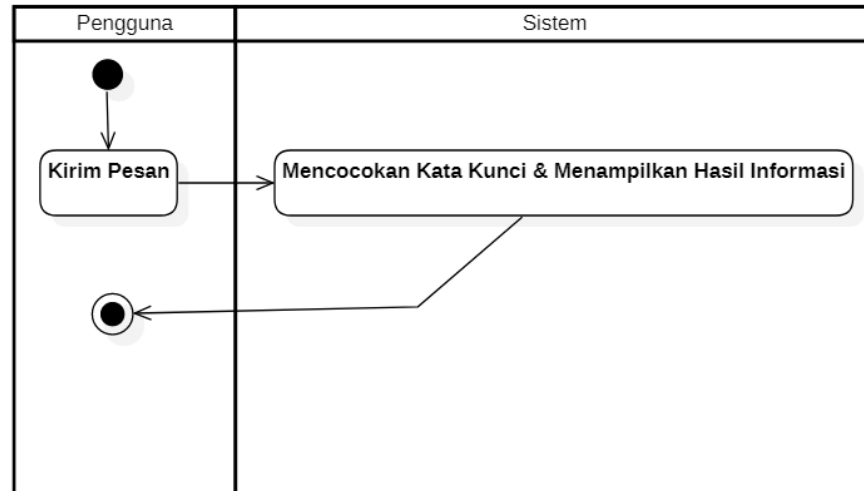 Pengguna
Sistem
Kirim Pesan
Mencocokan Kata Kunci & Menampilkan Hasil Informasi